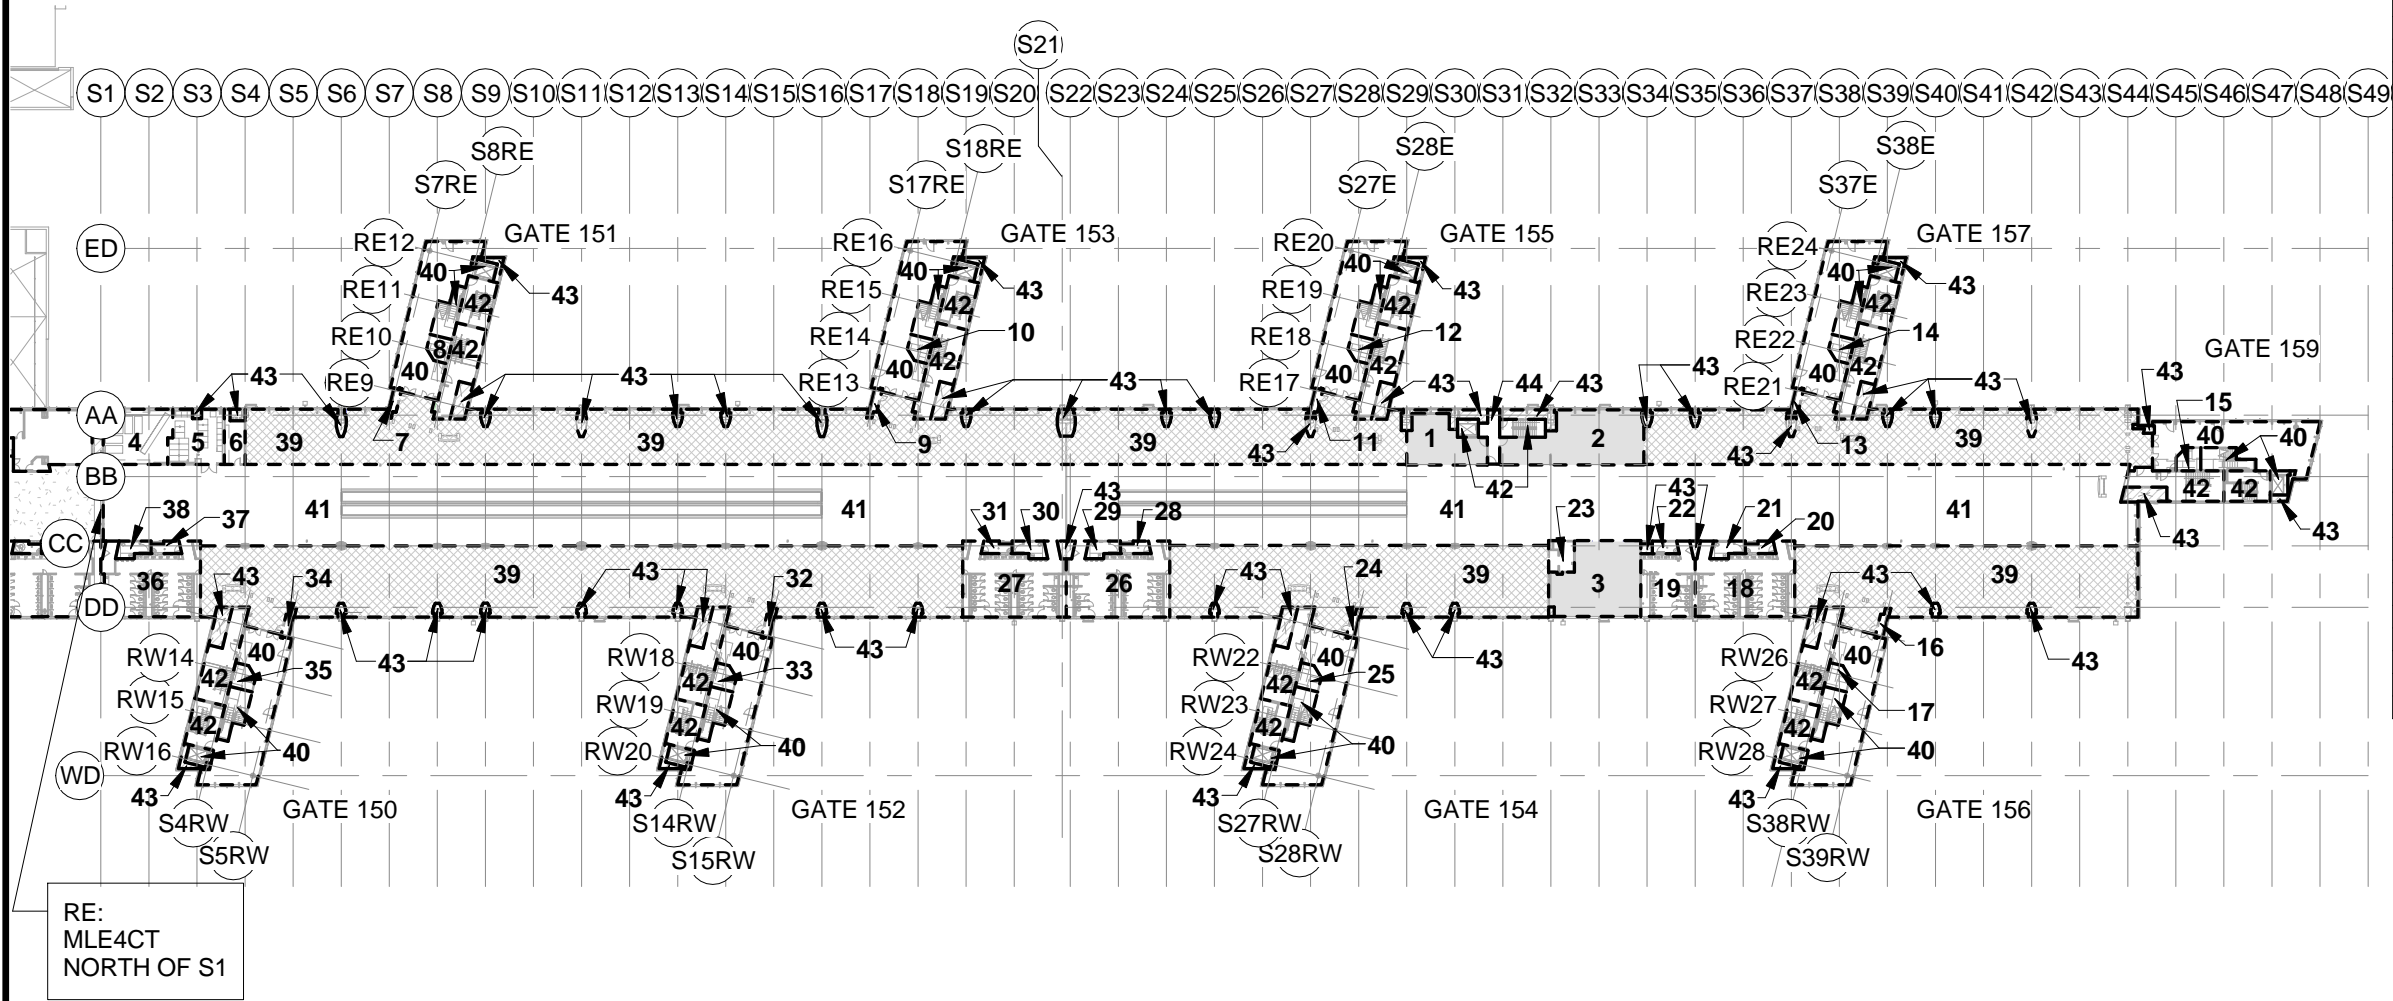 S21
S1 S2 S3 S4 S5 S6 S7 S8 S9 S10 S11 S12 S13 S14 S15 S16 S17 S18 S19 S20 S22 S23 S24 S25 S26 S27 S28 S29 S30 S31 S32 S33 S34 S35 S36 S37 S38 S39 S40 S41 S42 S43 S44 S45 S46 S47 S48 S49
S8RE S18RE S28E S38E
S7RE S17RE S27E S37E
ED RE12 GATE 151 RE16 GATE 153 RE20 GATE 155 RE24 GATE 157
40 40 40 40
RE11 42 43 RE15 42 43 RE19 42 43 RE23 42 43
RE10 8 42 RE14 10 42 RE18 12 42 RE22 14 42 GATE 159
43 RE9 40 43 RE13 40 43 RE17 40 43 44 43 43 RE21 40 43 43
AA 15
4 5 6 39 7 39 9 39 43 11 1 2 43 13 39 40 40
BB
41 41 42 41 41 42 42
38 37 31 30 43 29 28 23 43 22 21 20 43 43
CC
36 43 34 39 43 32 27 26 43 24 39 3 19 18 43 39
DD
RW14 40 43 RW18 40 43 RW22 40 43 RW26 40 16 43
42 35 42 33 42 25 42 17
RW15 RW19 RW23 RW27
42 42 42 42
RW16 40 RW20 40 RW24 40 RW28 40
WD
43 43 43 43
S4RW GATE 150 S14RW GATE 152 S27RW GATE 154 S38RW GATE 156
S5RW S15RW S28RW S39RW
RE:
MLE4CT
NORTH OF S1